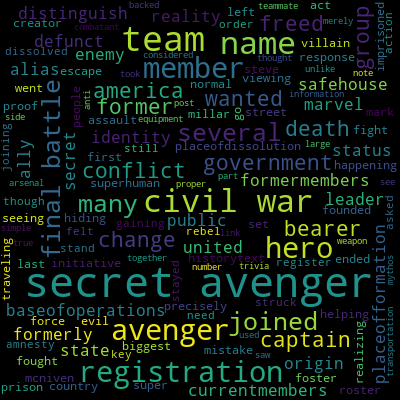 backed
teammate
distinguish
reality
freed
group
merely
combatant
creator
left
act
imprisoned
action
defunct
team
name
order
villain
dissolved
enemy
considered
thought
unlike
response
note
alias
escape
member
took
steve
viewing
safehouse
went
america
wanted
normal
marvel
proof
people
anti
former
post
equipment
go
street
side
joining
assault
several
death
millar
information
mark
final battle
ally
secret
identity
placeofdissolution
fight
still
government
status
large
happening
first
conflict
part
formermembers
see
superhuman
though
many
civil war
leader
arsenal
hiding
public
proper
founded
seeing
felt
gaining
rebel
set
bearer
asked
traveling
stand
change
united
hero
link
register
placeofformation
mythos
transportation
true
simple
last
initiative
historytext
ended
weapon
secret avenger
number
trivia
together
baseofoperations
stayed
precisely
struck
helping
force
evil
avenger
need
used
saw
realizing
formerly
joined
captain
amnesty
key
biggest
mistake
state
origin
fought
registration
foster
roster
prison
mcniven
country
super
currentmembers